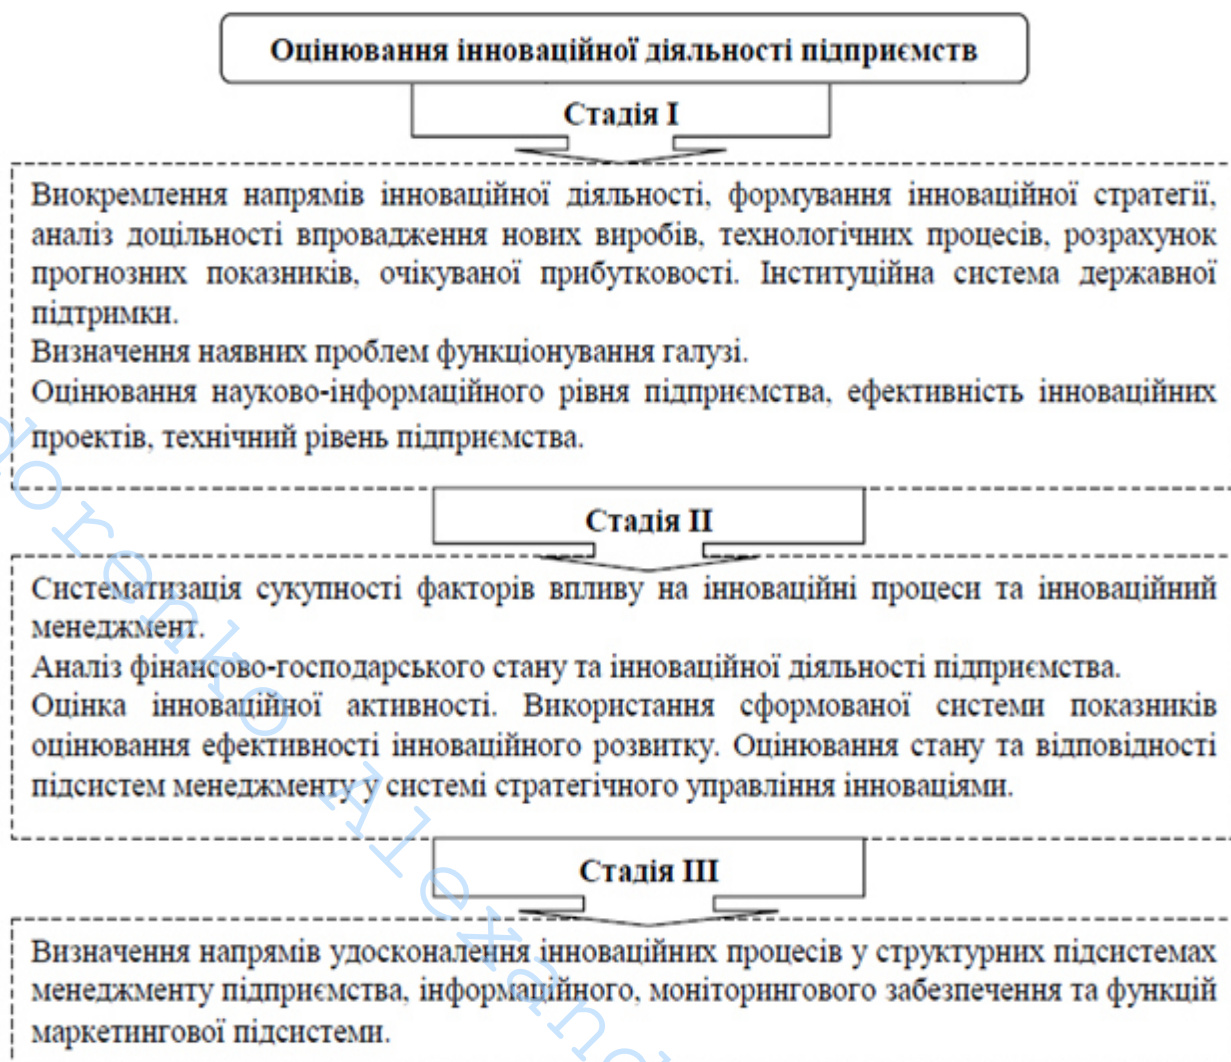 Оцінювання інноваційної діяльності підприємств
Стадія І
Виокремлення напрямів інноваційної діяльності, формування інноваційної стратегії,
аналіз доцільності впровадження нових виробів, технологічних процесів, розрахунок
прогнозних показників, очікуваної прибутковості. Інституційна система державної
підтримки.
Визначення наявних проблем функціонування галузі.
Оцінювання науково-інформаційного рівня підприємства, ефективність інноваційних
проектів, технічний рівень підприємства.
Стадія ІІ
Систематизація сукупності факторів впливу на інноваційні процеси та інноваційний
менеджмент.
Аналіз фінансово-господарського стану та інноваційної діяльності підприємства.
Оцінка інноваційної активності. Використання сформованої системи показників
оцінювання ефективності інноваційного розвитку. Оцінювання стану та відповідності
підсистем менеджменту у системі стратегічного управління інноваціями.
Стадія ІІІ
Визначення напрямів удосконалення інноваційних процесів у структурних підсистемах
менеджменту підприємства, інформаційного, моніторингового забезпечення та функцій
маркетингової підсистеми.